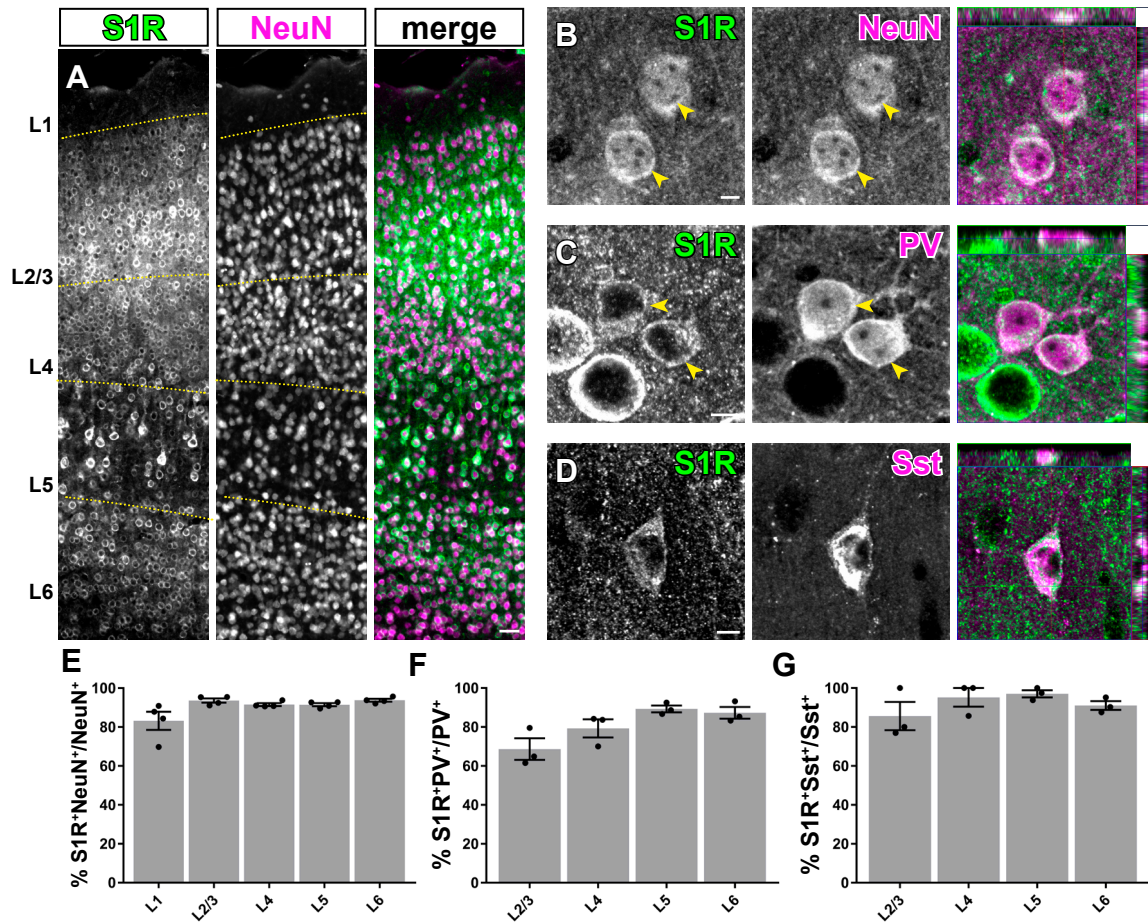 S1R NeuN merge
A
L1
L2/3
L4
L5
L6
B S1R NeuN
C S1R PV
D S1R Sst
E
% S1R⁺NeuN⁺/NeuN⁺
100
80
60
40
20
0
L1 L2/3 L4 L5 L6
F
% S1R⁺PV⁺/PV⁺
100
80
60
40
20
0
L2/3 L4 L5 L6
G
% S1R⁺Sst⁺/Sst⁺
100
80
60
40
20
0
L2/3 L4 L5 L6